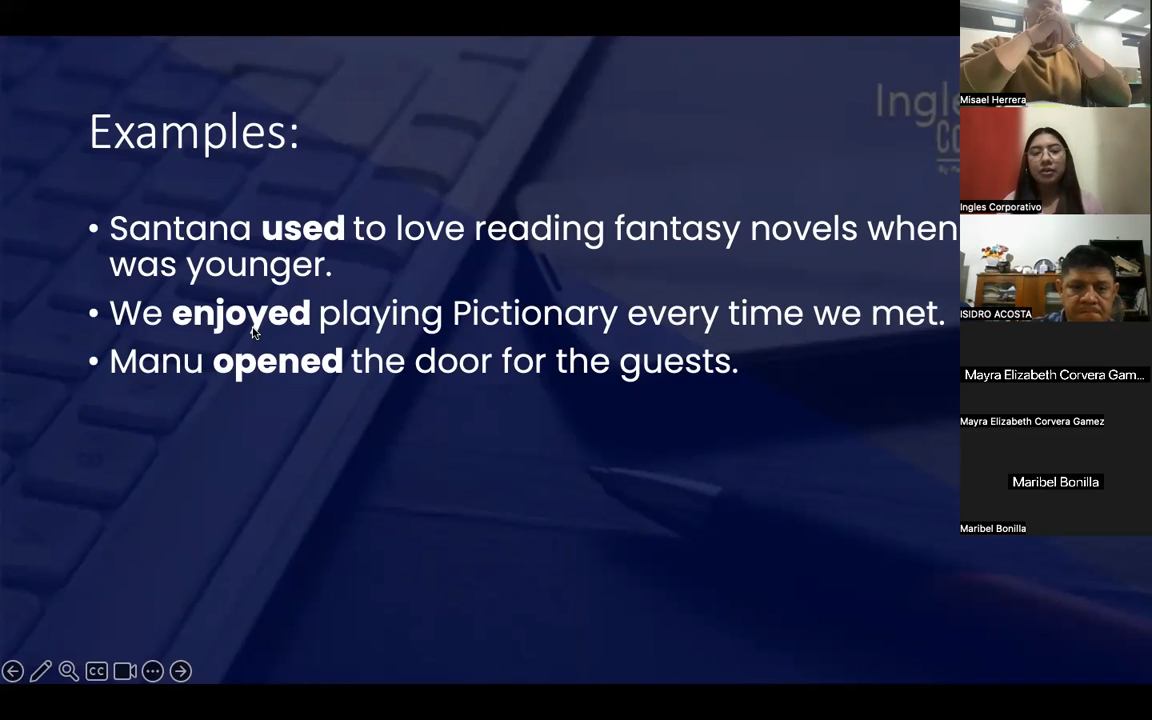 Examples:
• Santana used to love reading fantasy novels when
was younger.
• We enjoyed playing Pictionary every time we met.
• Manu opened the door for the guests.
Misael Herrera
Ingles Corporativo
ISIDRO ACOSTA
Mayra Elizabeth Corvera Gam...
Mayra Elizabeth Corvera Gamez
Maribel Bonilla
Maribel Bonilla
CC